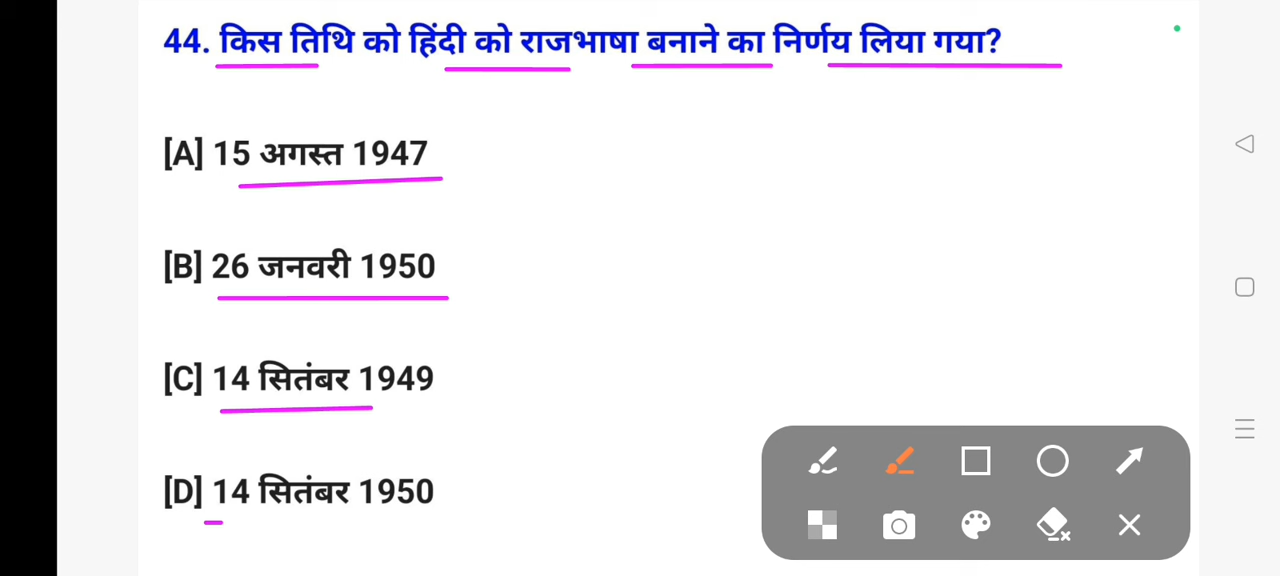 44. किस तिथि को हिंदी को राजभाषा बनाने का निर्णय लिया गया?
[A] 15 अगस्त 1947
[B] 26 जनवरी 1950
[C] 14 सितंबर 1949
[D] 14 सितंबर 1950